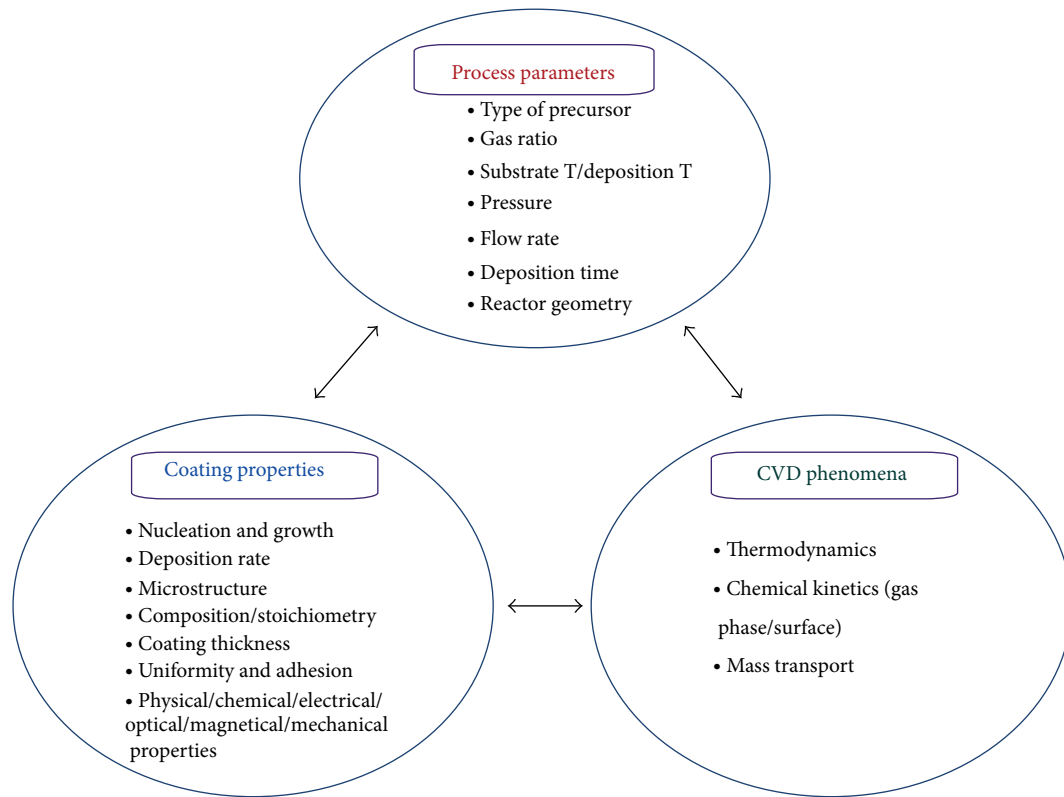 Process parameters
• Type of precursor
• Gas ratio
• Substrate T/deposition T
• Pressure
• Flow rate
• Deposition time
• Reactor geometry
Coating properties
• Nucleation and growth
• Deposition rate
• Microstructure
• Composition/stoichiometry
• Coating thickness
• Uniformity and adhesion
• Physical/chemical/electrical/
optical/magnetical/mechanical
properties
CVD phenomena
• Thermodynamics
• Chemical kinetics (gas
phase/surface)
• Mass transport